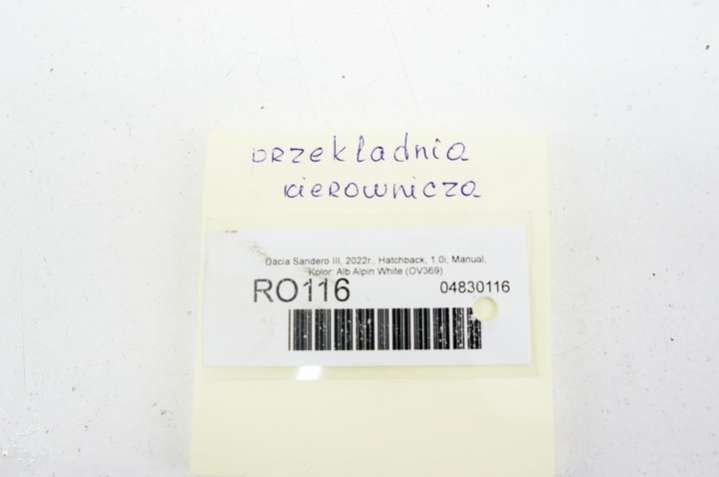 przekładnia
kierownicza
Dacia Sandero III, 2022r., Hatchback, 1.0i, Manual,
Kolor: Alb Alpin White (OV369)
RO116
04830116